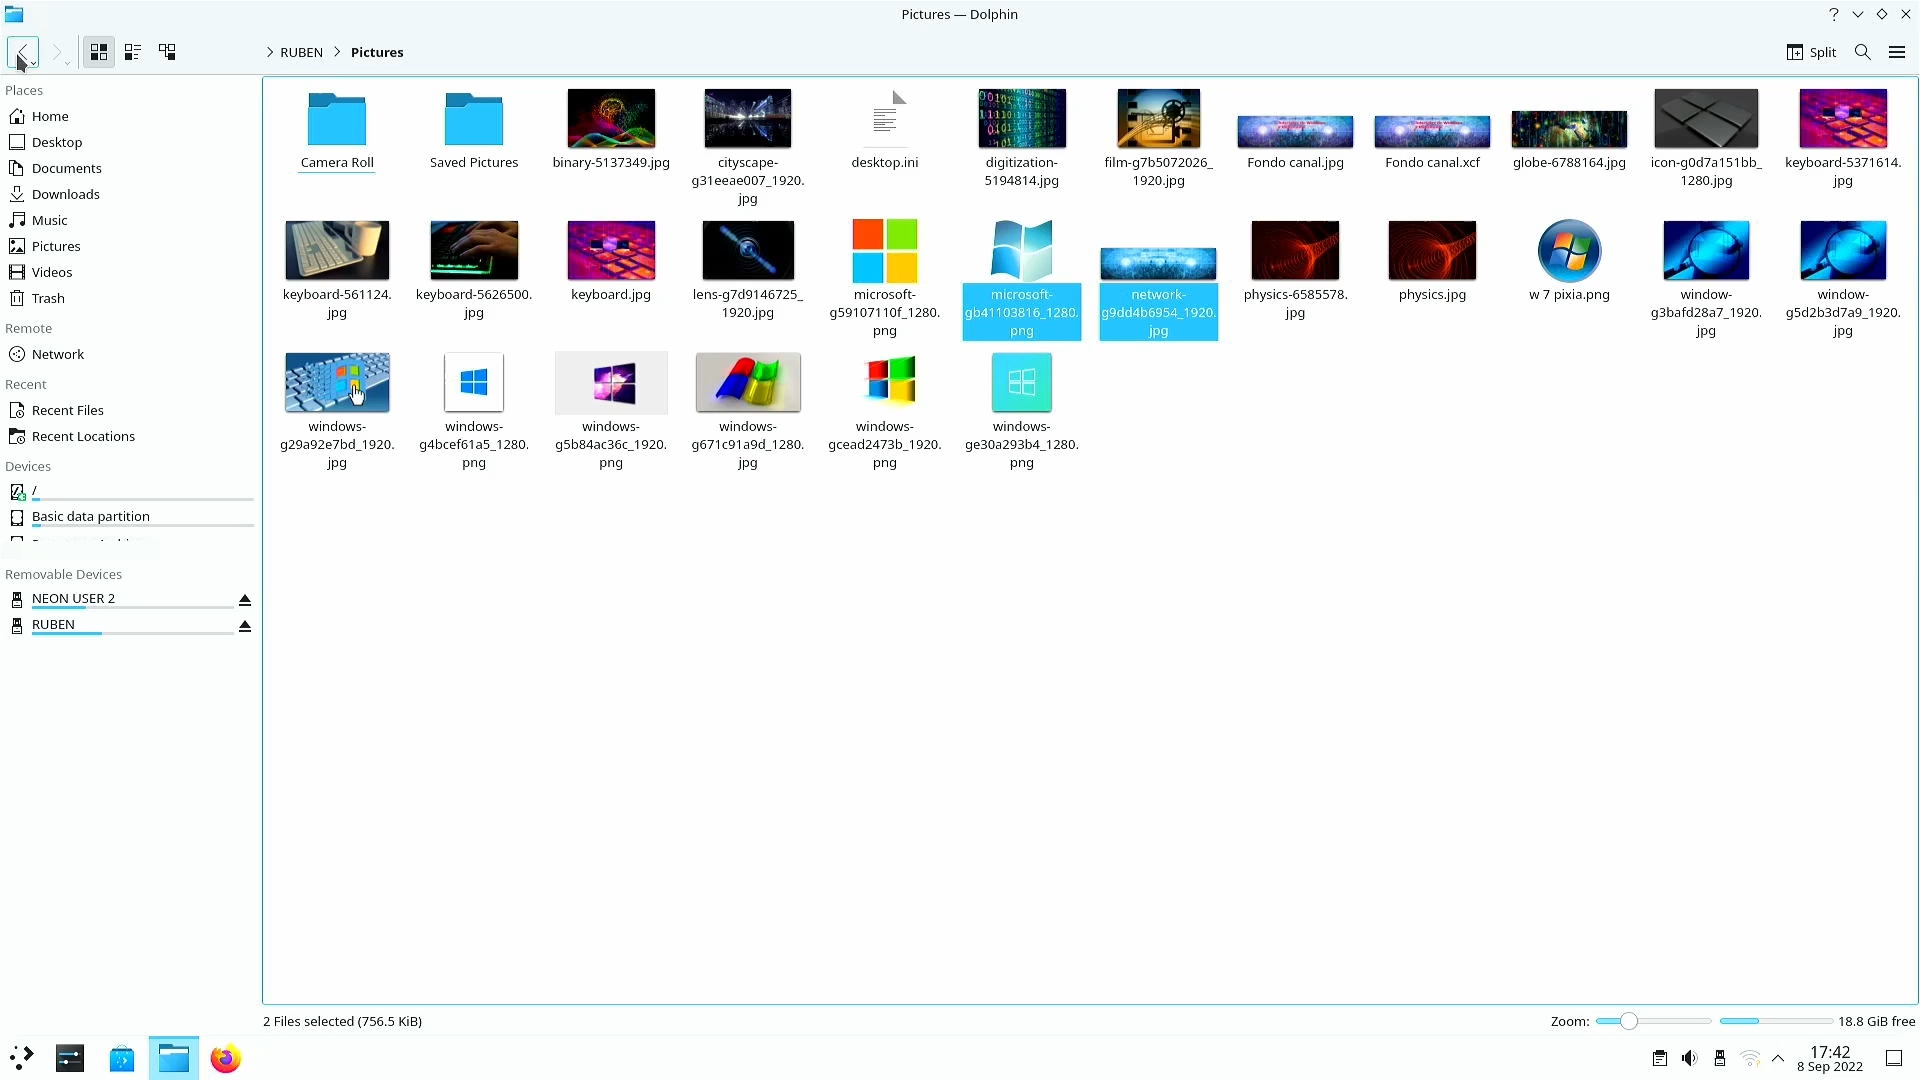 Pictures — Dolphin
RUBEN
Pictures
Split
Places
Home
Desktop
Documents
Downloads
Music
Pictures
Videos
Trash
Remote
Network
Recent
Recent Files
Recent Locations
Devices
/
Basic data partition
Removable Devices
NEON USER 2
RUBEN
Camera Roll
Saved Pictures
binary-5137349.jpg
cityscape-
g31eeae007_1920.
jpg
desktop.ini
digitization-
5194814.jpg
film-g7b5072026_
1920.jpg
Fondo canal.jpg
Fondo canal.xcf
globe-6788164.jpg
icon-g0d7a151bb_
1280.jpg
keyboard-5371614.
jpg
keyboard-561124.
jpg
keyboard-5626500.
jpg
keyboard.jpg
lens-g7d9146725_
1920.jpg
microsoft-
g59107110f_1280.
png
microsoft-
gb41103816_1280.
png
network-
g9dd4b6954_1920.
jpg
physics-6585578.
jpg
physics.jpg
w 7 pixia.png
window-
g3bafd28a7_1920.
jpg
window-
g5d2b3d7a9_1920.
jpg
windows-
g29a92e7bd_1920.
jpg
windows-
g4bcef61a5_1280.
png
windows-
g5b84ac36c_1920.
png
windows-
g671c91a9d_1280.
jpg
windows-
gcead2473b_1920.
png
windows-
ge30a293b4_1280.
png
2 Files selected (756.5 KiB)
Zoom:
18.8 GiB free
17:42
8 Sep 2022